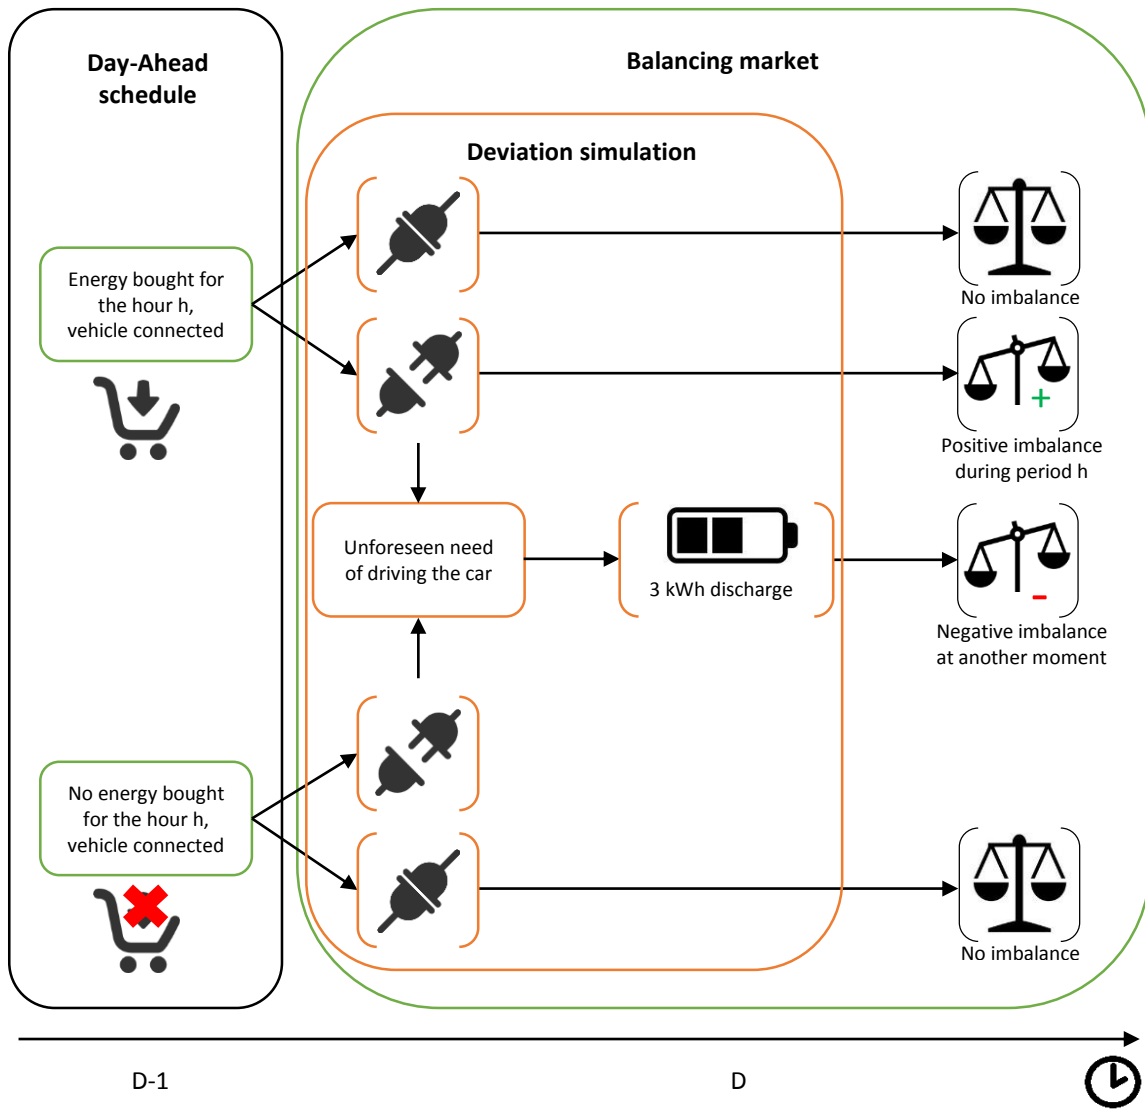 Day-Ahead
schedule
Balancing market
Deviation simulation
Energy bought for
the hour h,
vehicle connected
No imbalance
+
Positive imbalance
during period h
Unforeseen need
of driving the car
3 kWh discharge
-
Negative imbalance
at another moment
No energy bought
for the hour h,
vehicle connected
No imbalance
D-1
D